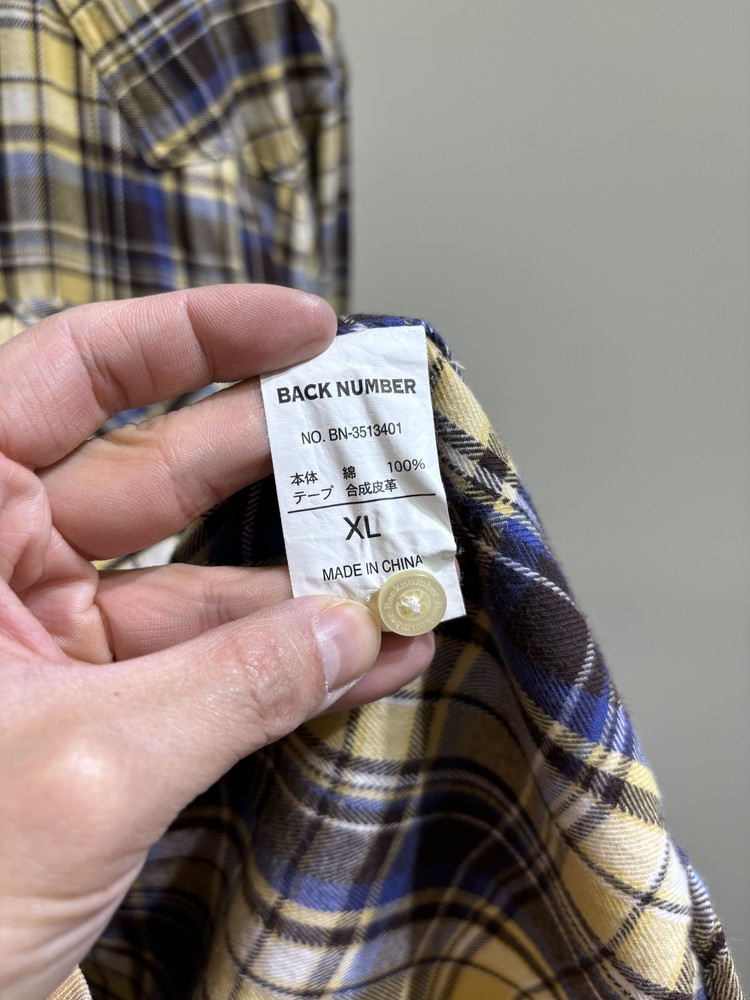 BACK NUMBER
NO. BN-3513401
本体 綿 100%
テープ 合成皮革
XL
MADE IN CHINA
Backnumber